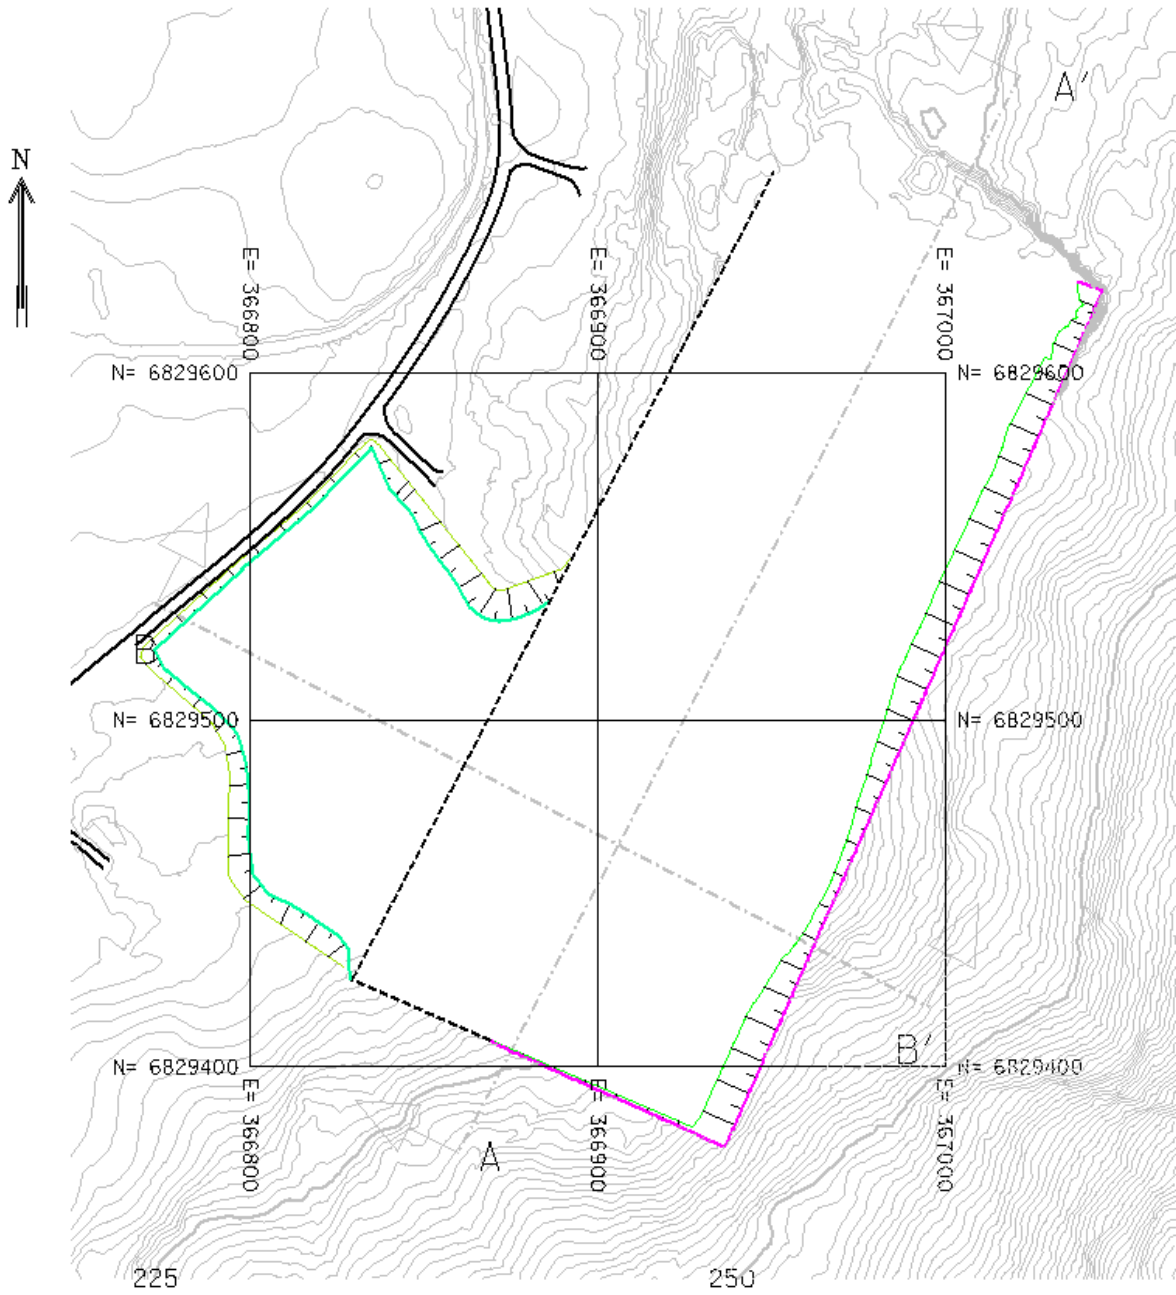 A'
N
E= 366800
E= 366900
E= 367000
N= 6829600
N= 6829600
B
N= 6829500
N= 6829500
B'
N= 6829400
N= 6829400
E= 366800
E= 366900
E= 367000
A
225
250